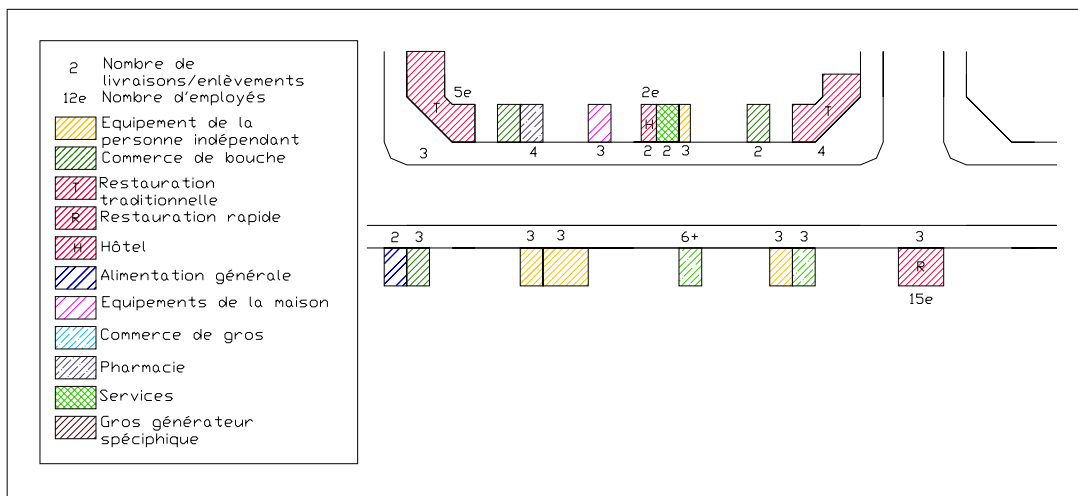 2 Nombre de
livraisons/enlèvements
12e Nombre d'employés
Equipement de la
personne indépendant
Commerce de bouche
T Restauration
traditionnelle
R Restauration rapide
H Hôtel
Alimentation générale
Equipements de la maison
Commerce de gros
Pharmacie
Services
Gros générateur
spéciphique
5e 2e
T H T
3 4 3 2 2 3 2 4
2 3 3 3 6+ 3 3 3
R
15e